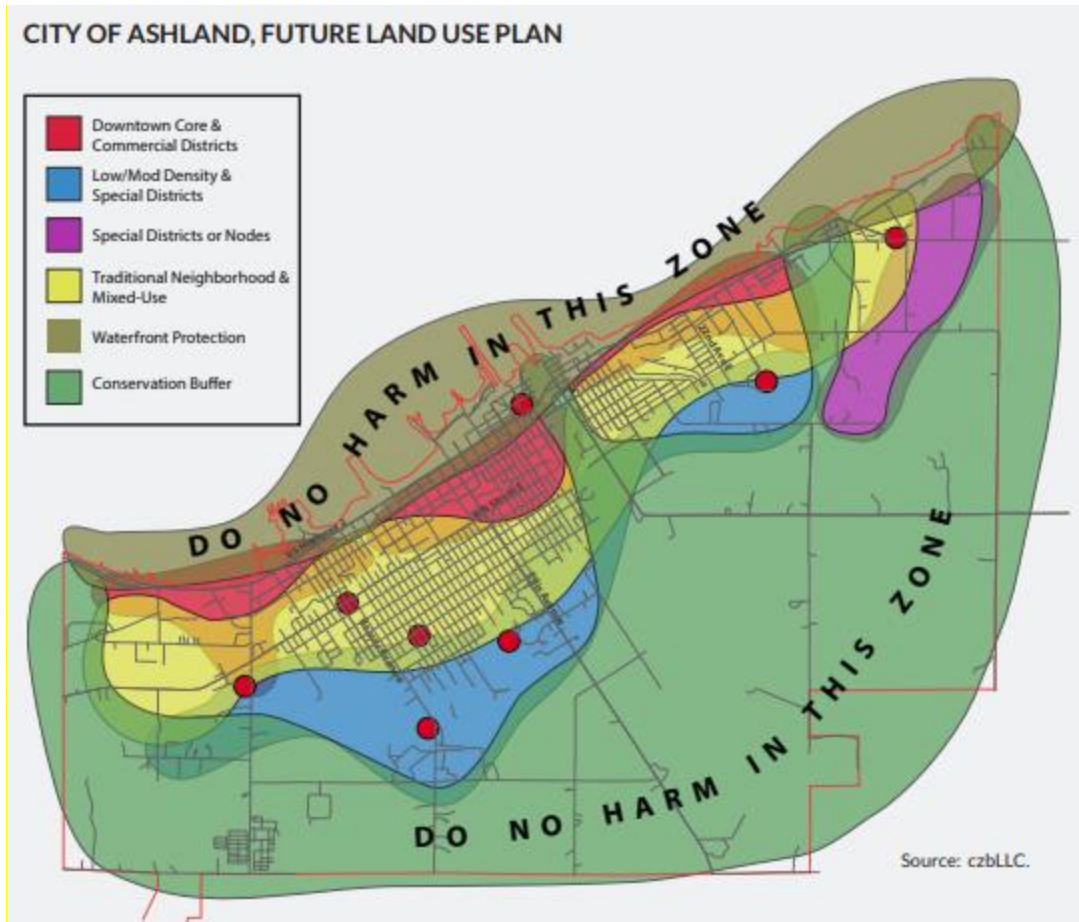 CITY OF ASHLAND, FUTURE LAND USE PLAN
Downtown Core &
Commercial Districts
Low/Mod Density &
Special Districts
Special Districts or Nodes
Traditional Neighborhood &
Mixed-Use
Waterfront Protection
Conservation Buffer
DO NO HARM IN THIS ZONE
DO NO HARM IN THIS ZONE
Source: czbLLC.